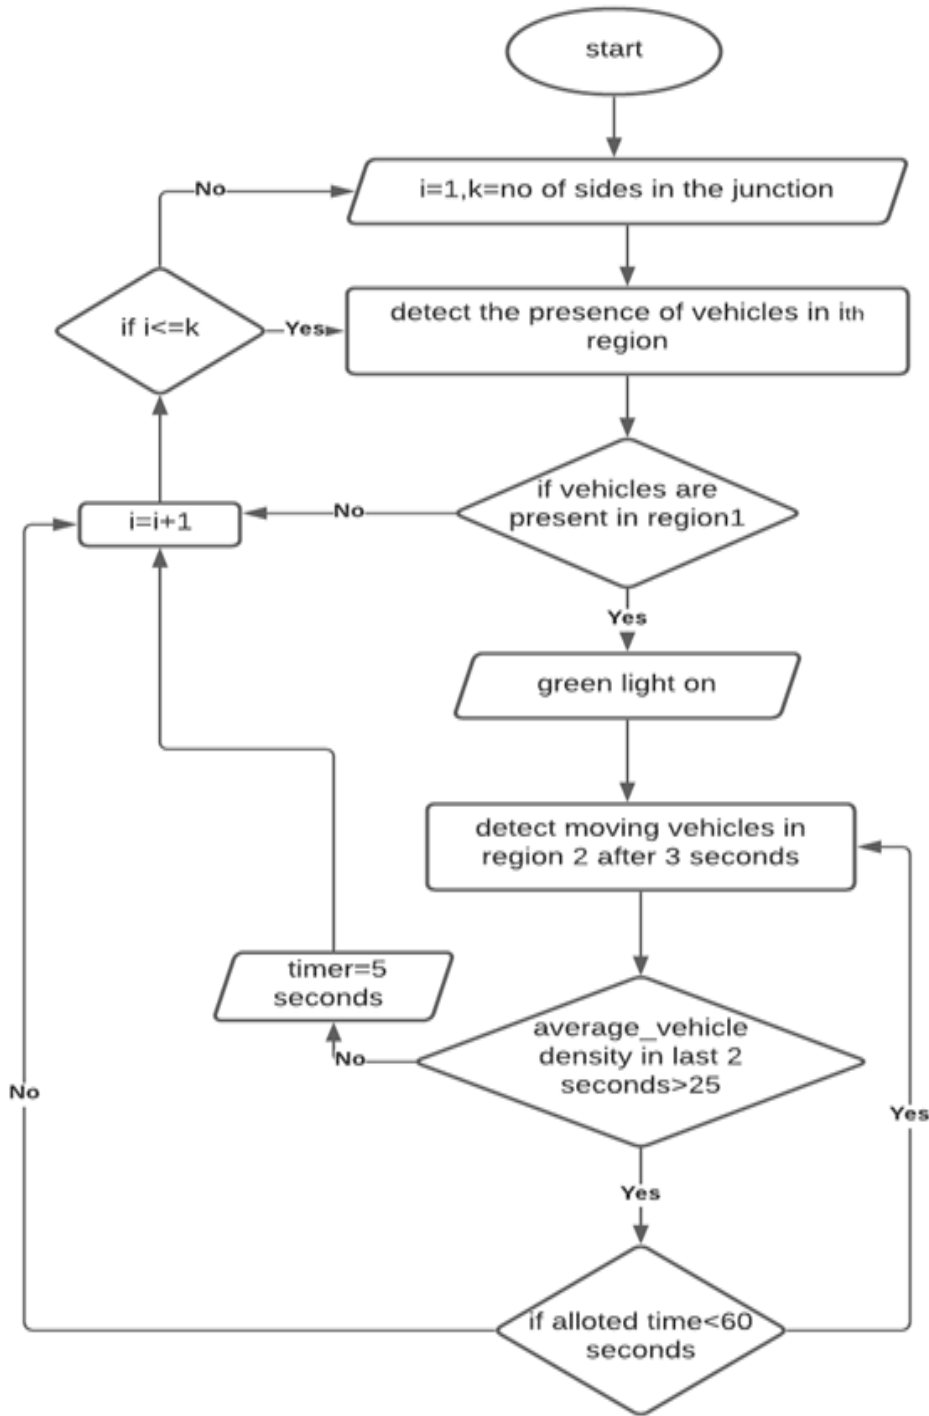 start
No
i=1,k=no of sides in the junction
if i<=k
Yes
detect the presence of vehicles in ith
region
i=i+1
No
if vehicles are
present in region1
Yes
green light on
detect moving vehicles in
region 2 after 3 seconds
timer=5
seconds
No
average_vehicle
density in last 2
seconds>25
No
Yes
Yes
if alloted time<60
seconds